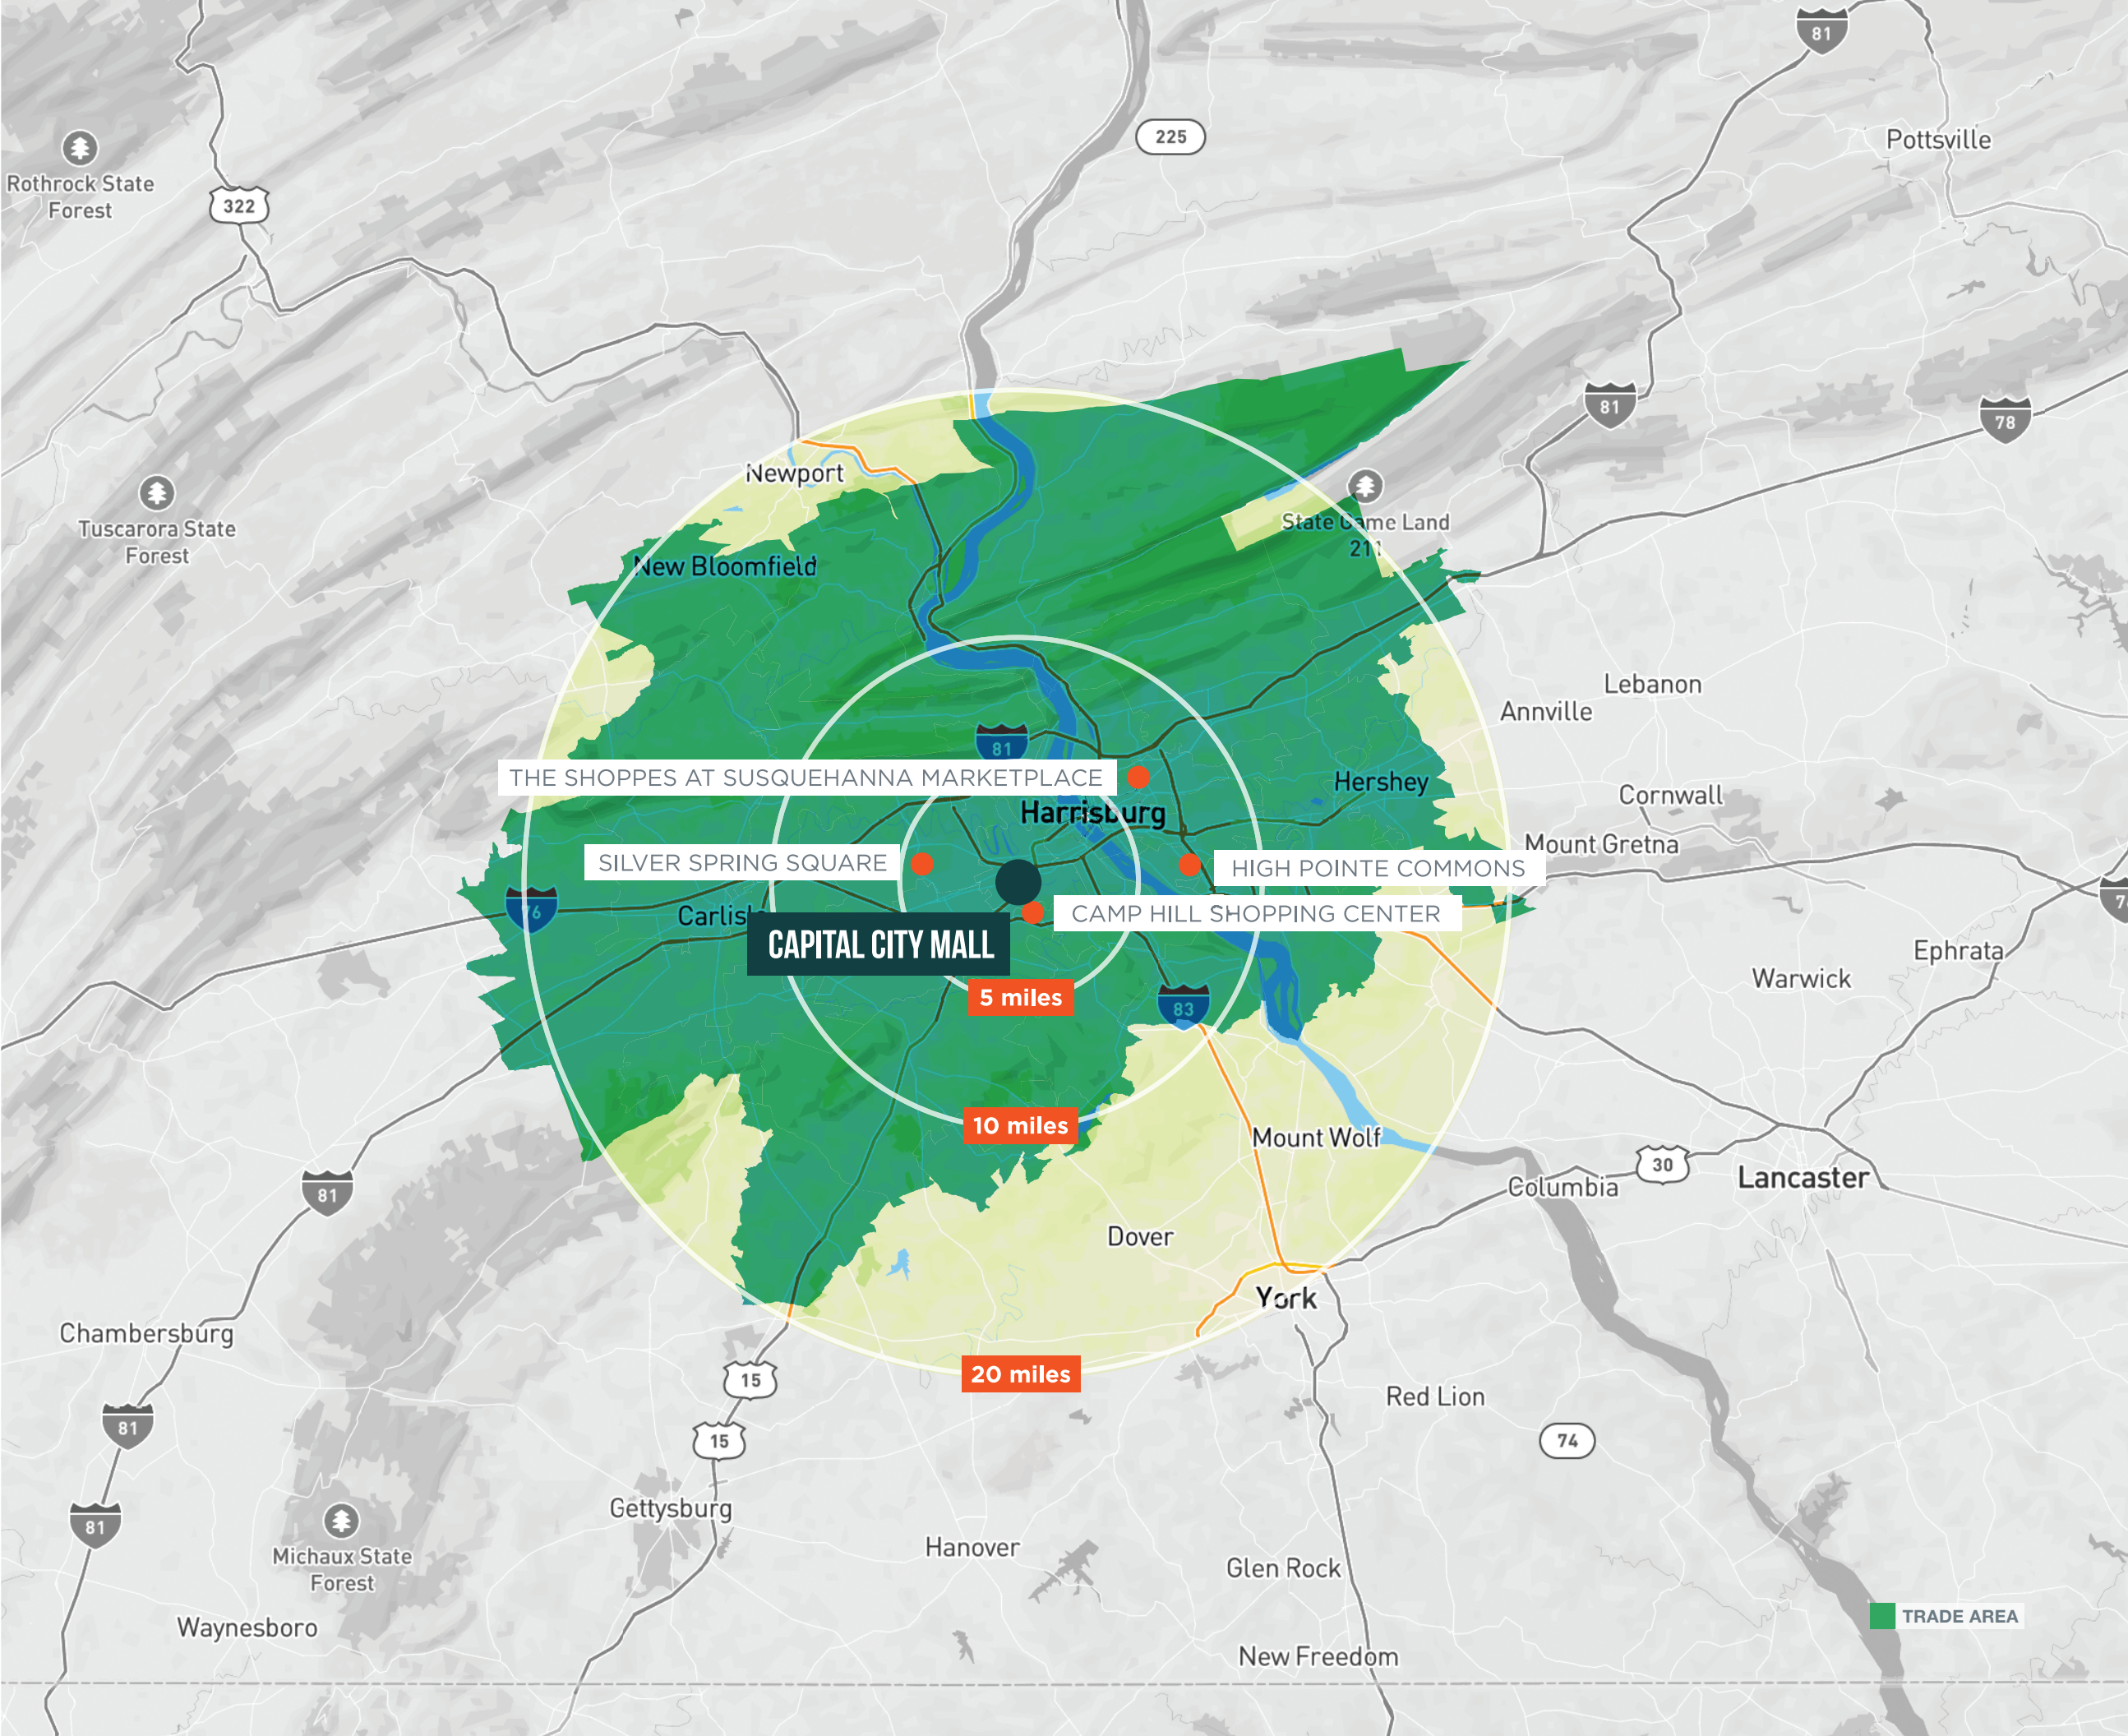 81
225
Pottsville
Rothrock State
Forest
322
81
78
Newport
Tuscarora State
Forest
State Game Land
211
New Bloomfield
Lebanon
Annville
81
THE SHOPPES AT SUSQUEHANNA MARKETPLACE
Hershey
Cornwall
Harrisburg
Mount Gretna
SILVER SPRING SQUARE
HIGH POINTE COMMONS
76
Carlisle
CAMP HILL SHOPPING CENTER
CAPITAL CITY MALL
Ephrata
Warwick
5 miles
83
10 miles
Mount Wolf
30
Lancaster
81
Columbia
Dover
York
Chambersburg
20 miles
15
Red Lion
81
15
74
Gettysburg
81
Hanover
Michaux State
Forest
Glen Rock
TRADE AREA
Waynesboro
New Freedom